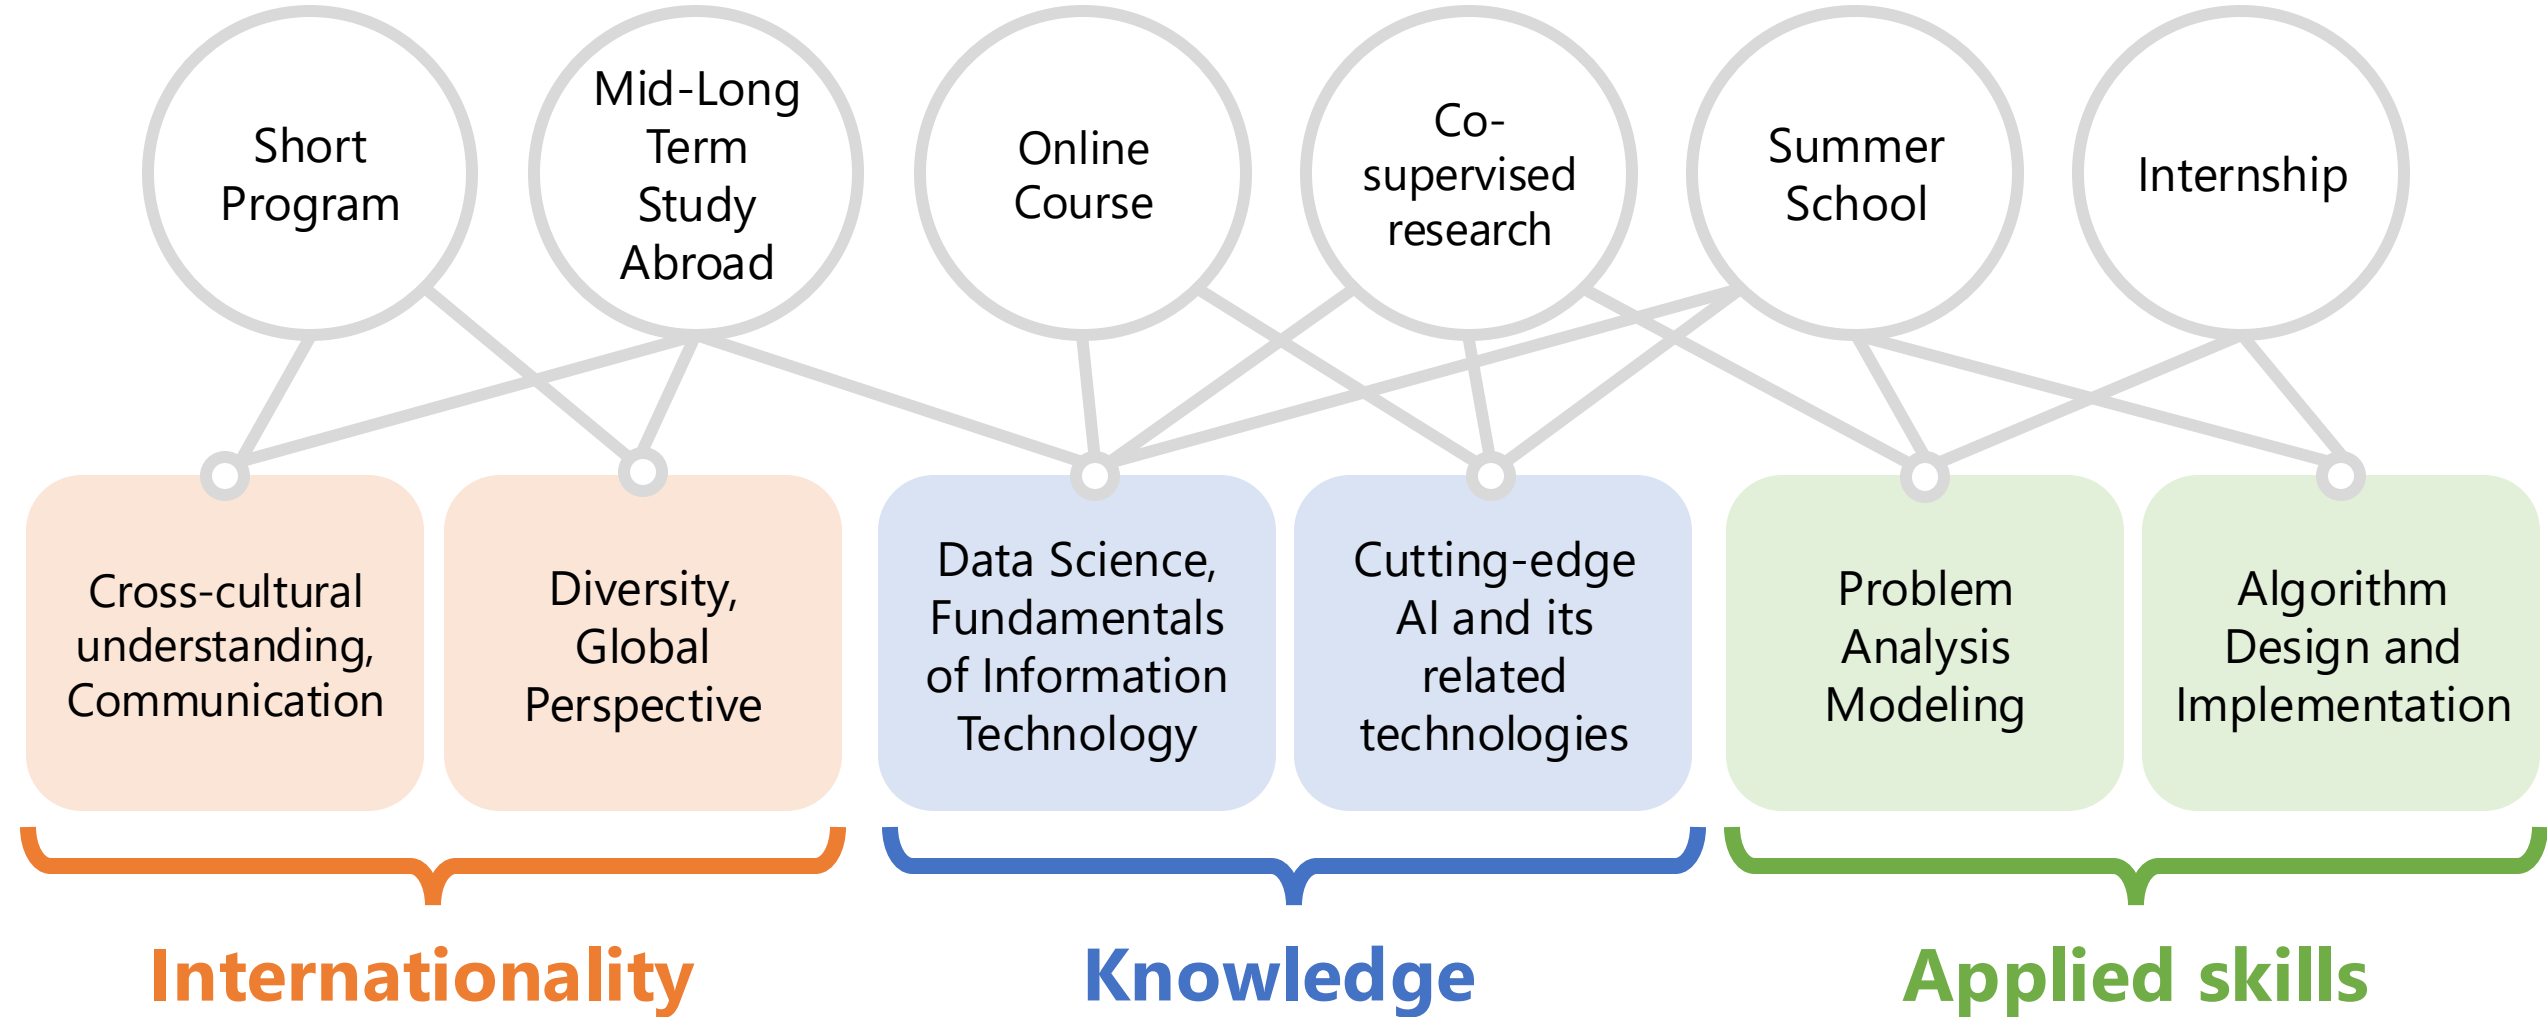 Short
Program
Mid-Long
Term
Study
Abroad
Online
Course
Co-
supervised
research
Summer
School
Internship
Cross-cultural
understanding,
Communication
Diversity,
Global
Perspective
Data Science,
Fundamentals
of Information
Technology
Cutting-edge
AI and its
related
technologies
Problem
Analysis
Modeling
Algorithm
Design and
Implementation
Internationality
Knowledge
Applied skills